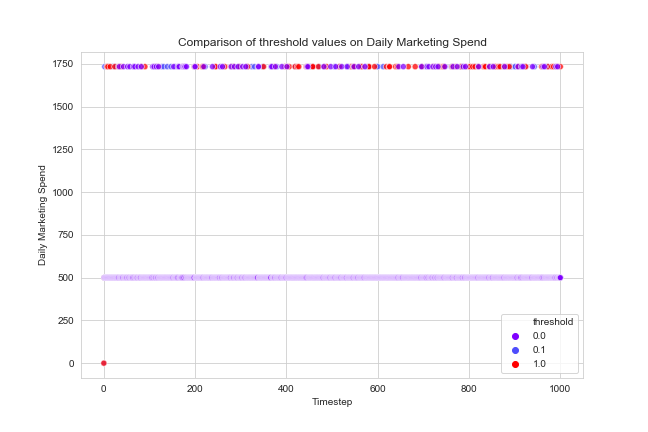 Comparison of threshold values on Daily Marketing Spend
1750
1500
1250
1000
750
500
250
0
Daily Marketing Spend
0 200 400 600 800 1000
Timestep
threshold
0.0
0.1
1.0